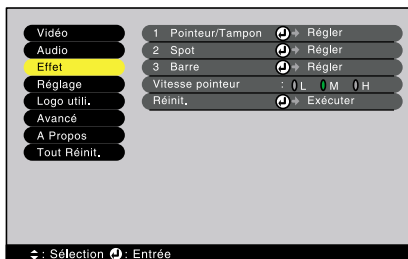 Vidéo
Audio
Effet
Réglage
Logo utili.
Avancé
A Propos
Tout Réinit.
1 Pointeur/Tampon Régler
2 Spot Régler
3 Barre Régler
Vitesse pointeur : L M H
Réinit. Exécuter
: Sélection : Entrée